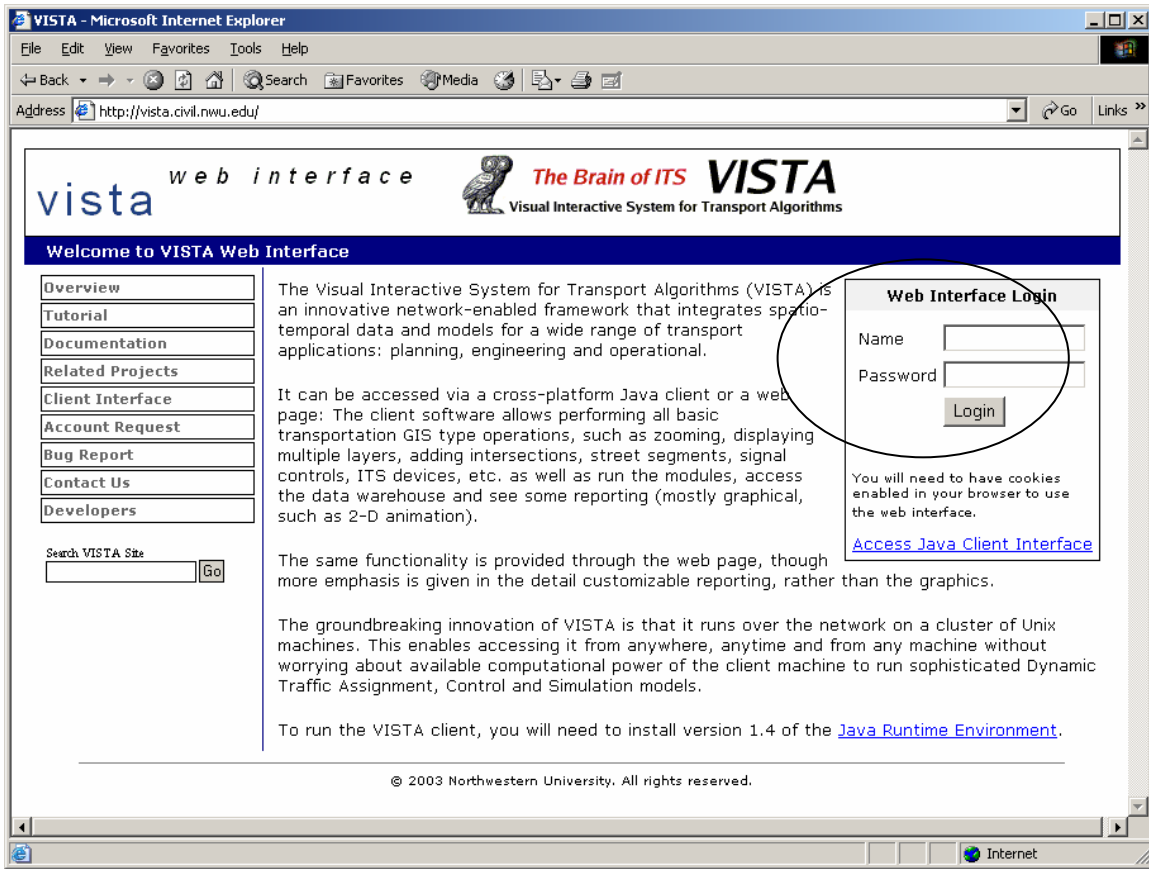 VISTA - Microsoft Internet Explorer
File Edit View Favorites Tools Help
Back Search Favorites Media
Address http://vista.civil.nwu.edu/ Go Links »
vista web interface
The Brain of ITS VISTA
Visual Interactive System for Transport Algorithms
Welcome to VISTA Web Interface
Overview
Tutorial
Documentation
Related Projects
Client Interface
Account Request
Bug Report
Contact Us
Developers
Search VISTA Site
Go
The Visual Interactive System for Transport Algorithms (VISTA) is
an innovative network-enabled framework that integrates spatio-
temporal data and models for a wide range of transport
applications: planning, engineering and operational.
It can be accessed via a cross-platform Java client or a web
page: The client software allows performing all basic
transportation GIS type operations, such as zooming, displaying
multiple layers, adding intersections, street segments, signal
controls, ITS devices, etc. as well as run the modules, access
the data warehouse and see some reporting (mostly graphical,
such as 2-D animation).
The same functionality is provided through the web page, though
more emphasis is given in the detail customizable reporting, rather than the graphics.
The groundbreaking innovation of VISTA is that it runs over the network on a cluster of Unix
machines. This enables accessing it from anywhere, anytime and from any machine without
worrying about available computational power of the client machine to run sophisticated Dynamic
Traffic Assignment, Control and Simulation models.
To run the VISTA client, you will need to install version 1.4 of the Java Runtime Environment.
Web Interface Login
Name
Password
Login
You will need to have cookies
enabled in your browser to use
the web interface.
Access Java Client Interface
© 2003 Northwestern University. All rights reserved.
Internet